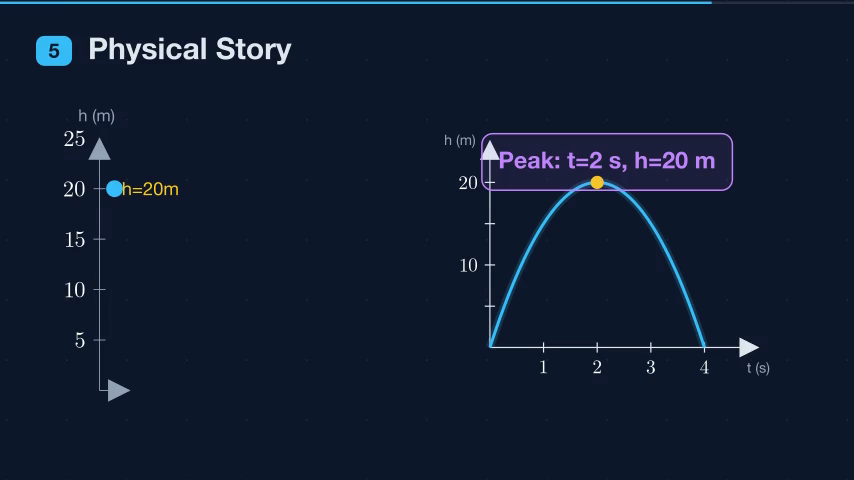 5 Physical Story
h (m)
25
20
h=20m
15
10
5
h (m)
Peak: t=2 s, h=20 m
20
10
1 2 3 4
t (s)